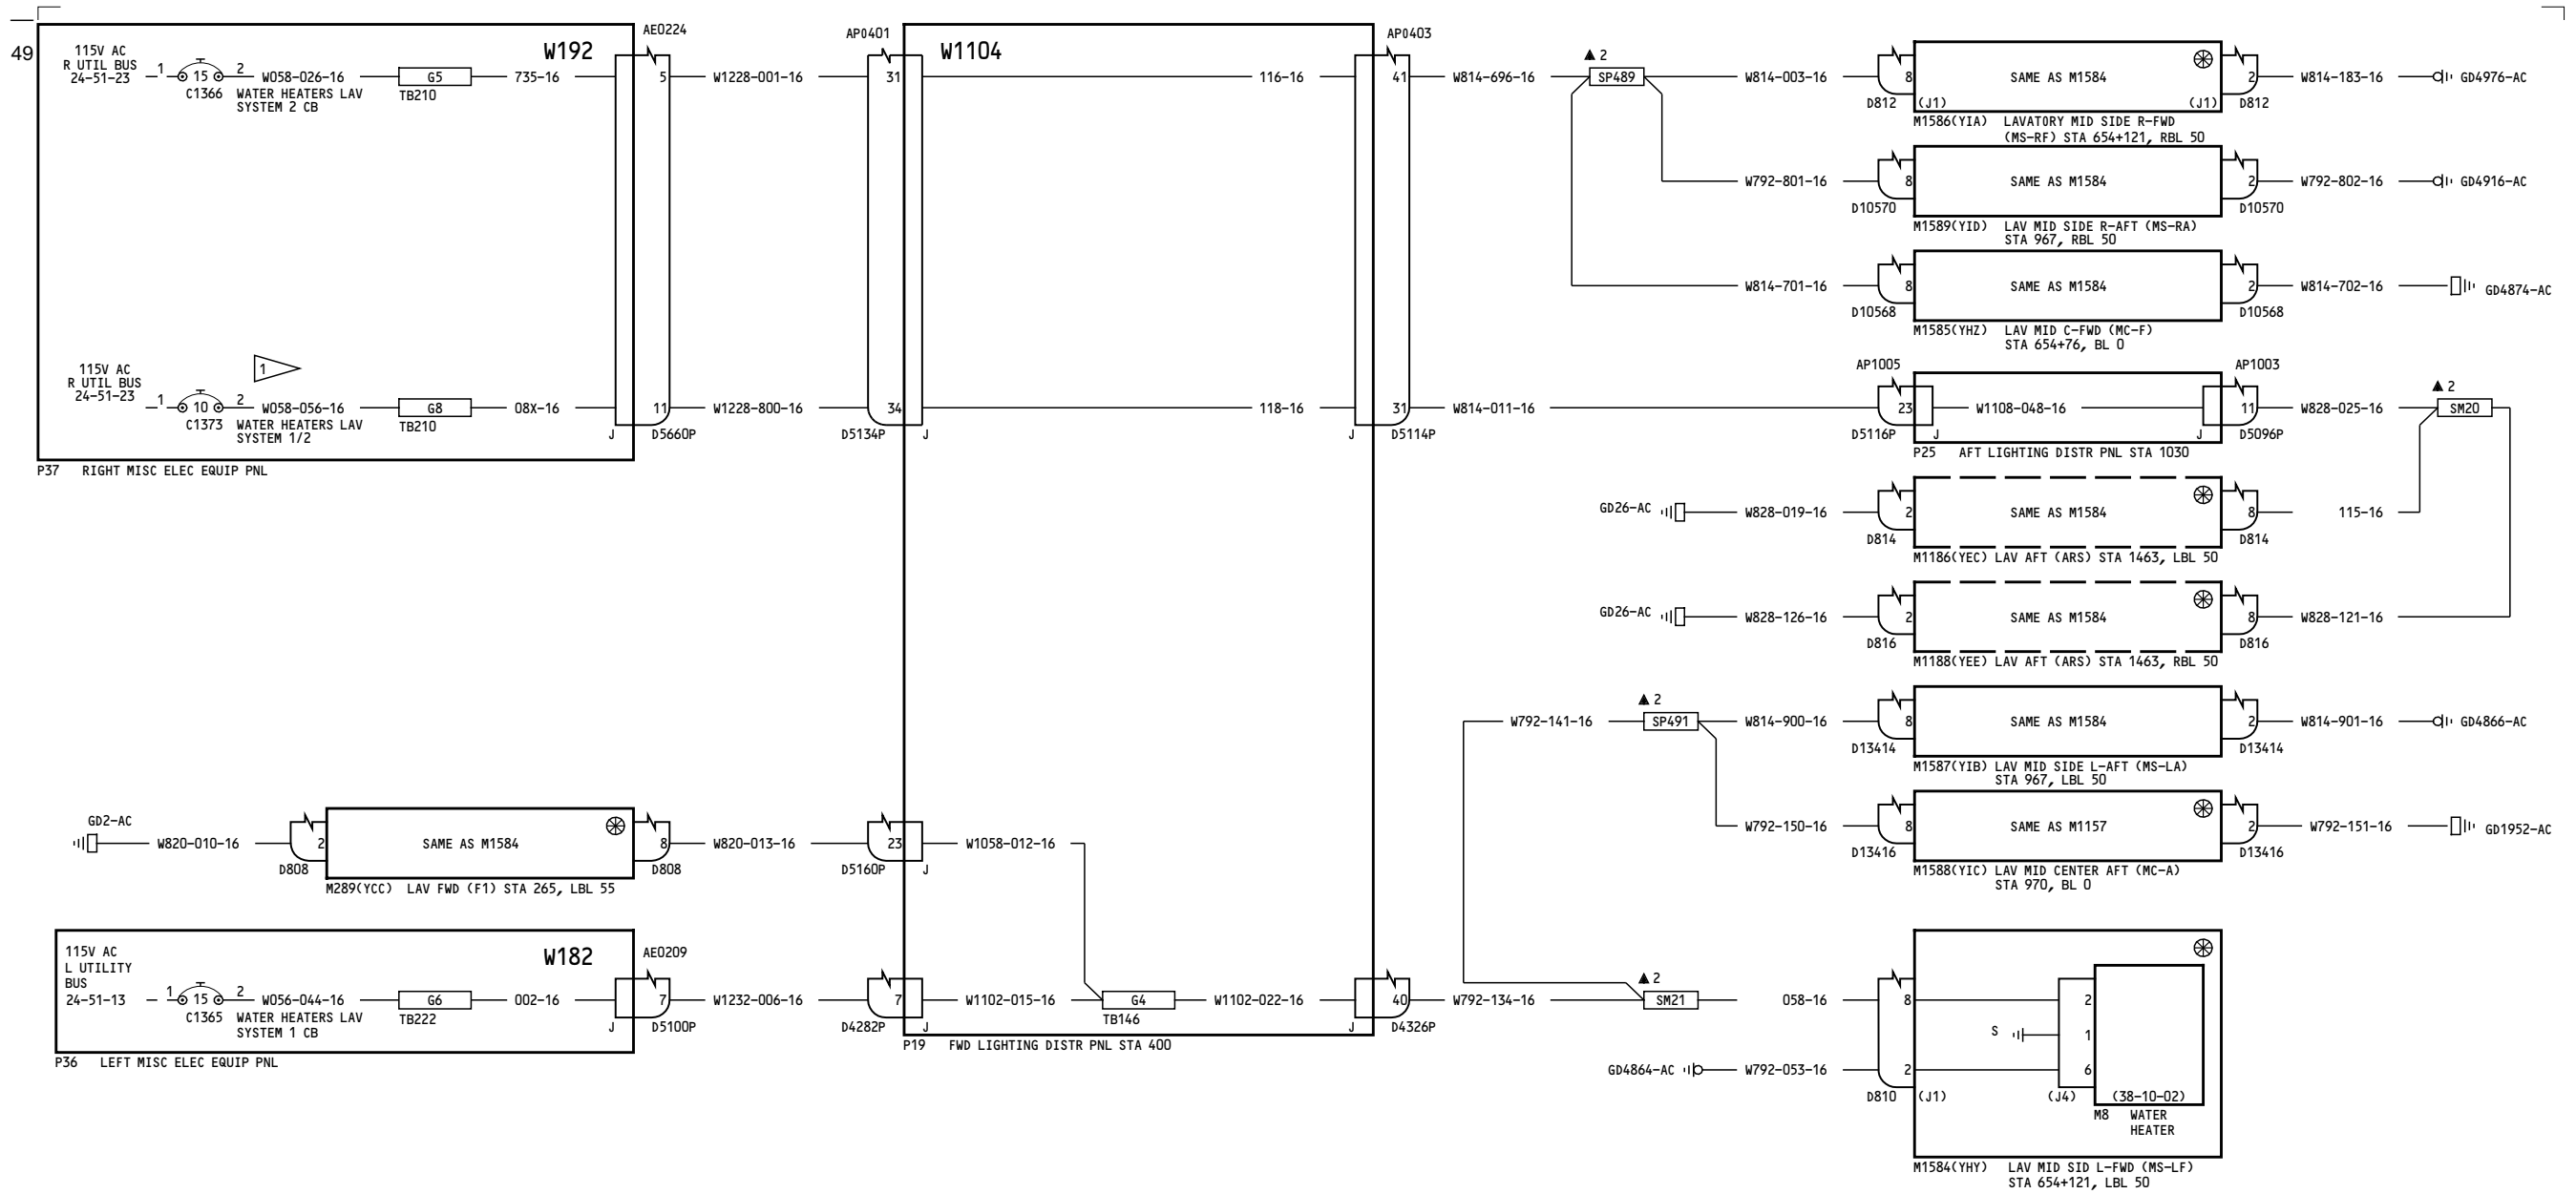 49
115V AC
R UTIL BUS
24-51-23
1 15 2 W058-026-16 G5 735-16
C1366 WATER HEATERS LAV
SYSTEM 2 CB
TB210
W192
AE0224
5 W1228-001-16
AP0401
31
W1104
116-16
AP0403
41 W814-696-16
▲ 2
SP489
W814-003-16
8 SAME AS M1584 2
W814-183-16 GD4976-AC
D812 (J1) (J1) D812
M1586(YIA) LAVATORY MID SIDE R-FWD
(MS-RF) STA 654+121, RBL 50
W792-801-16 8 SAME AS M1584 2 W792-802-16 GD4916-AC
D10570 D10570
M1589(YID) LAV MID SIDE R-AFT (MS-RA)
STA 967, RBL 50
W814-701-16 8 SAME AS M1584 2 W814-702-16 GD4874-AC
D10568 D10568
M1585(YHZ) LAV MID C-FWD (MC-F)
STA 654+76, BL 0
115V AC
R UTIL BUS
24-51-23
1
1 10 2 W058-056-16 G8 08X-16
C1373 WATER HEATERS LAV
SYSTEM 1/2
TB210
11 W1228-800-16 34
J D5660P D5134P J
118-16 31 W814-011-16
J D5114P
P37 RIGHT MISC ELEC EQUIP PNL
AP1005 AP1003
23 W1108-048-16 11 W828-025-16
▲ 2
SM20
D5116P J J D5096P
P25 AFT LIGHTING DISTR PNL STA 1030
GD26-AC W828-019-16 2 SAME AS M1584 8 115-16
D814 D814
M1186(YEC) LAV AFT (ARS) STA 1463, LBL 50
GD26-AC W828-126-16 2 SAME AS M1584 8 W828-121-16
D816 D816
M1188(YEE) LAV AFT (ARS) STA 1463, RBL 50
▲ 2
W792-141-16 SP491 W814-900-16 8 SAME AS M1584 2 W814-901-16 GD4866-AC
D13414 D13414
M1587(YIB) LAV MID SIDE L-AFT (MS-LA)
STA 967, LBL 50
W792-150-16 8 SAME AS M1157 2 W792-151-16 GD1952-AC
D13416 D13416
M1588(YIC) LAV MID CENTER AFT (MC-A)
STA 970, BL 0
GD2-AC
W820-010-16 2 SAME AS M1584 8 W820-013-16 23 W1058-012-16
D808 D808 D5160P J
M289(YCC) LAV FWD (F1) STA 265, LBL 55
115V AC
L UTILITY
BUS
24-51-13
1 15 2 W056-044-16 G6 002-16
C1365 WATER HEATERS LAV
SYSTEM 1 CB
TB222
W182
AE0209
7 W1232-006-16 7 W1102-015-16 G4 W1102-022-16 40 W792-134-16
J D5100P D4282P J TB146 J D4326P
P36 LEFT MISC ELEC EQUIP PNL
P19 FWD LIGHTING DISTR PNL STA 400
▲ 2
SM21 058-16 8 2
S 1
GD4864-AC W792-053-16 2 6
D810 (J1) (J4) (38-10-02)
M8 WATER
HEATER
M1584(YHY) LAV MID SID L-FWD (MS-LF)
STA 654+121, LBL 50